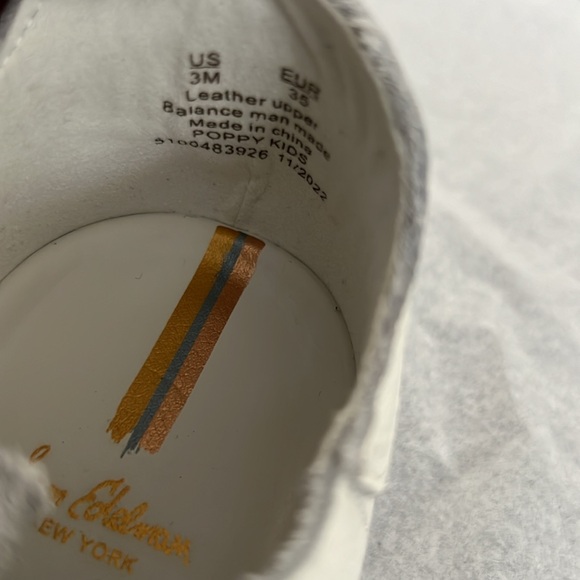 US EUR
3M 35
Leather upper
Balance man made
Made in china
POPPY KIDS
5100483926 11/2022
Edelman
NEW YORK